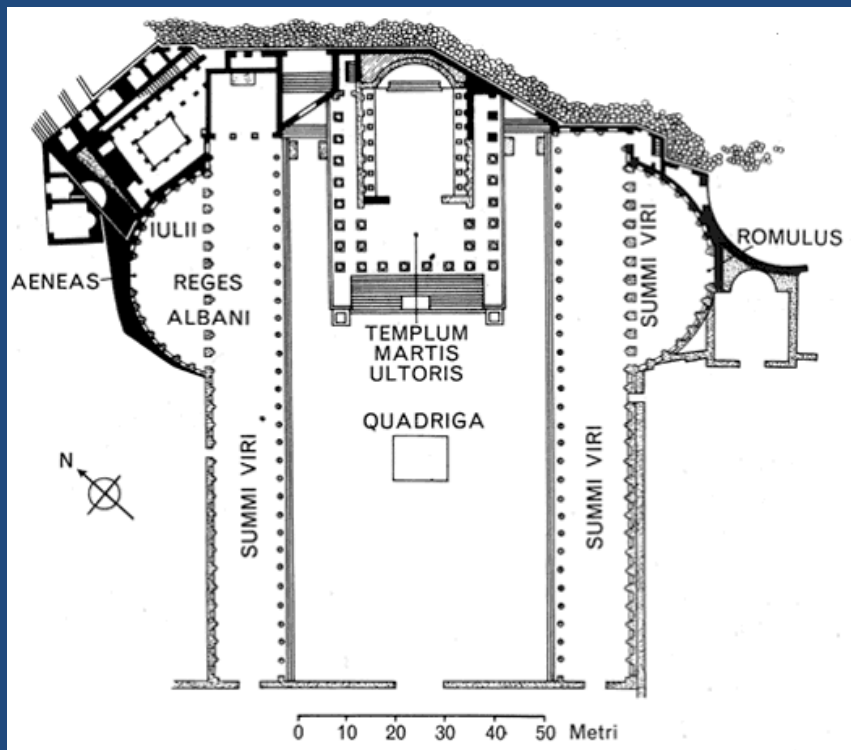 IULII
AENEAS
REGES
ALBANI
SUMMI VIRI
ROMULUS
TEMPLUM
MARTIS
ULTORIS
QUADRIGA
N
SUMMI VIRI
SUMMI VIRI
0 10 20 30 40 50 Metri